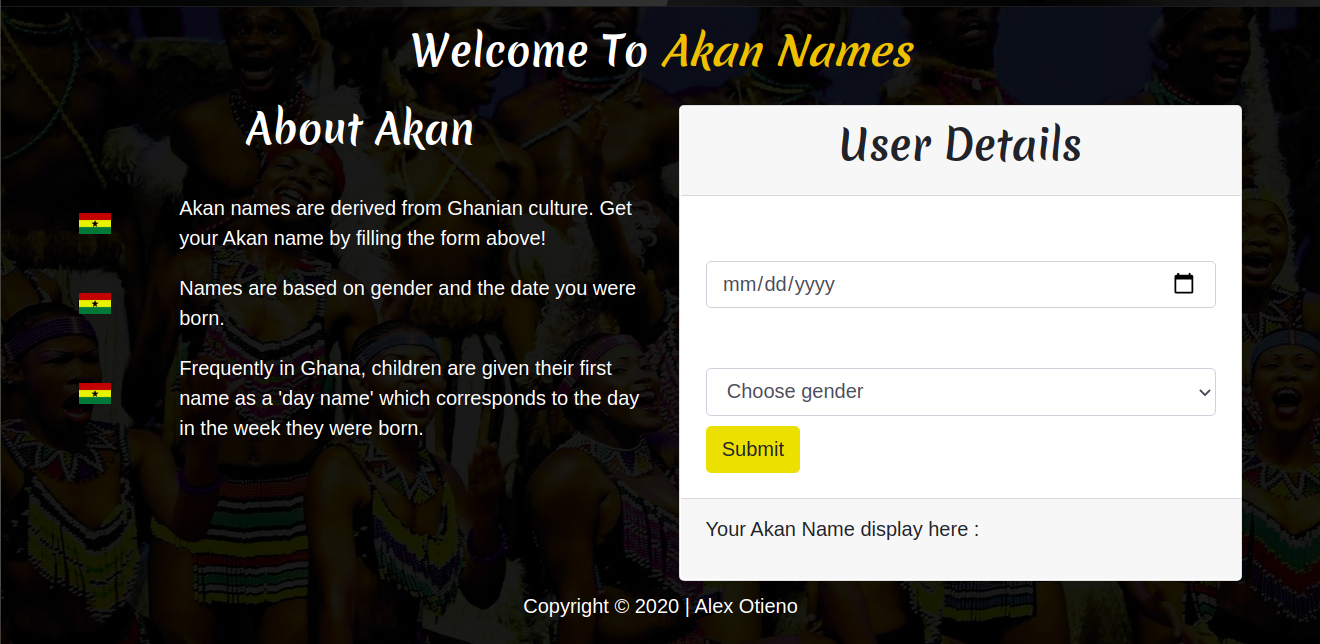 Welcome To Akan Names
About Akan
Akan names are derived from Ghanian culture. Get
your Akan name by filling the form above!
Names are based on gender and the date you were
born.
Frequently in Ghana, children are given their first
name as a 'day name' which corresponds to the day
in the week they were born.
User Details
mm/dd/yyyy
Choose gender
Submit
Your Akan Name display here :
Copyright © 2020 | Alex Otieno